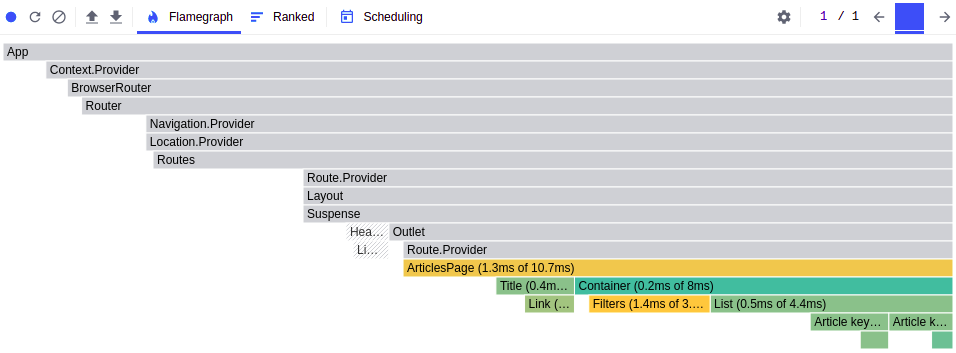 Flamegraph Ranked Scheduling 1 / 1
App
Context.Provider
BrowserRouter
Router
Navigation.Provider
Location.Provider
Routes
Route.Provider
Layout
Suspense
Hea… Outlet
Li… Route.Provider
ArticlesPage (1.3ms of 10.7ms)
Title (0.4m… Container (0.2ms of 8ms)
Link (… Filters (1.4ms of 3.… List (0.5ms of 4.4ms)
Article key… Article k…